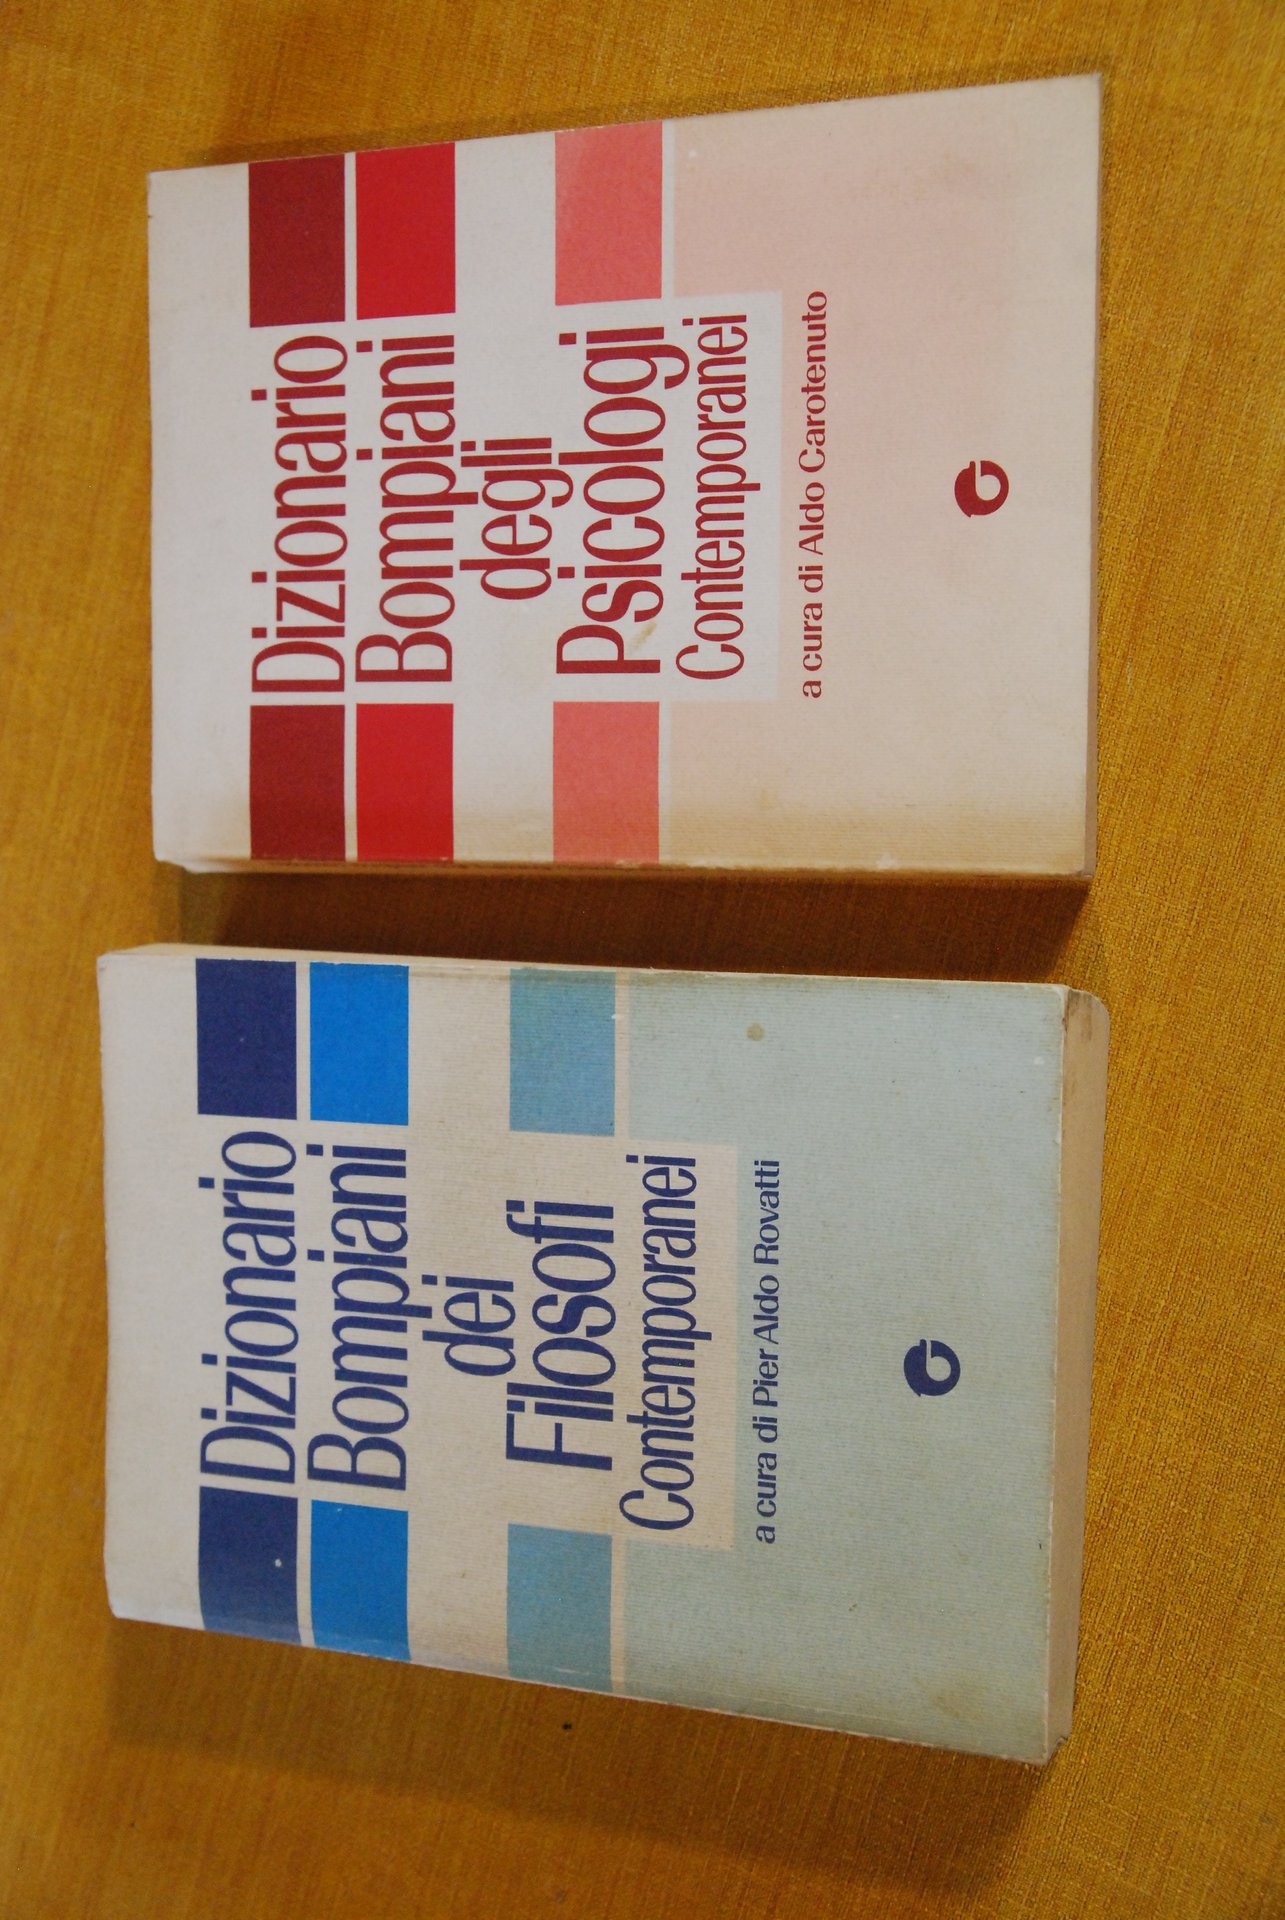 Dizionario
Bompiani
dei
Filosofi
Contemporanei
a cura di Pier Aldo Rovatti
Dizionario
Bompiani
degli
Psicologi
Contemporanei
a cura di Aldo Carotenuto